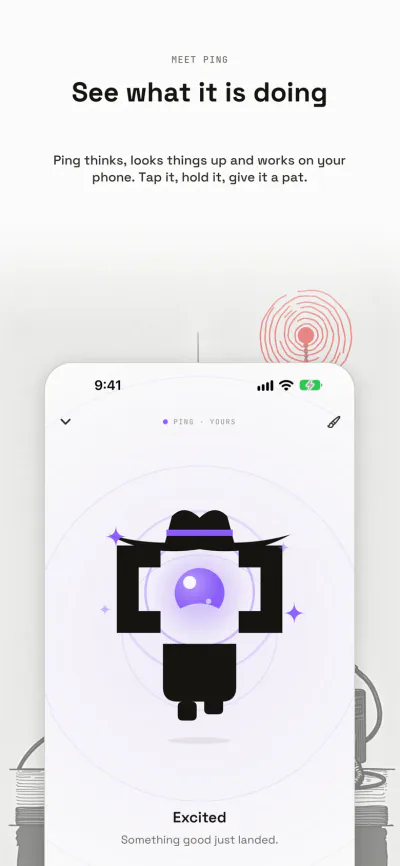 MEET PING
See what it is doing
Ping thinks, looks things up and works on your
phone. Tap it, hold it, give it a pat.
9:41
PING · YOURS
Excited
Something good just landed.